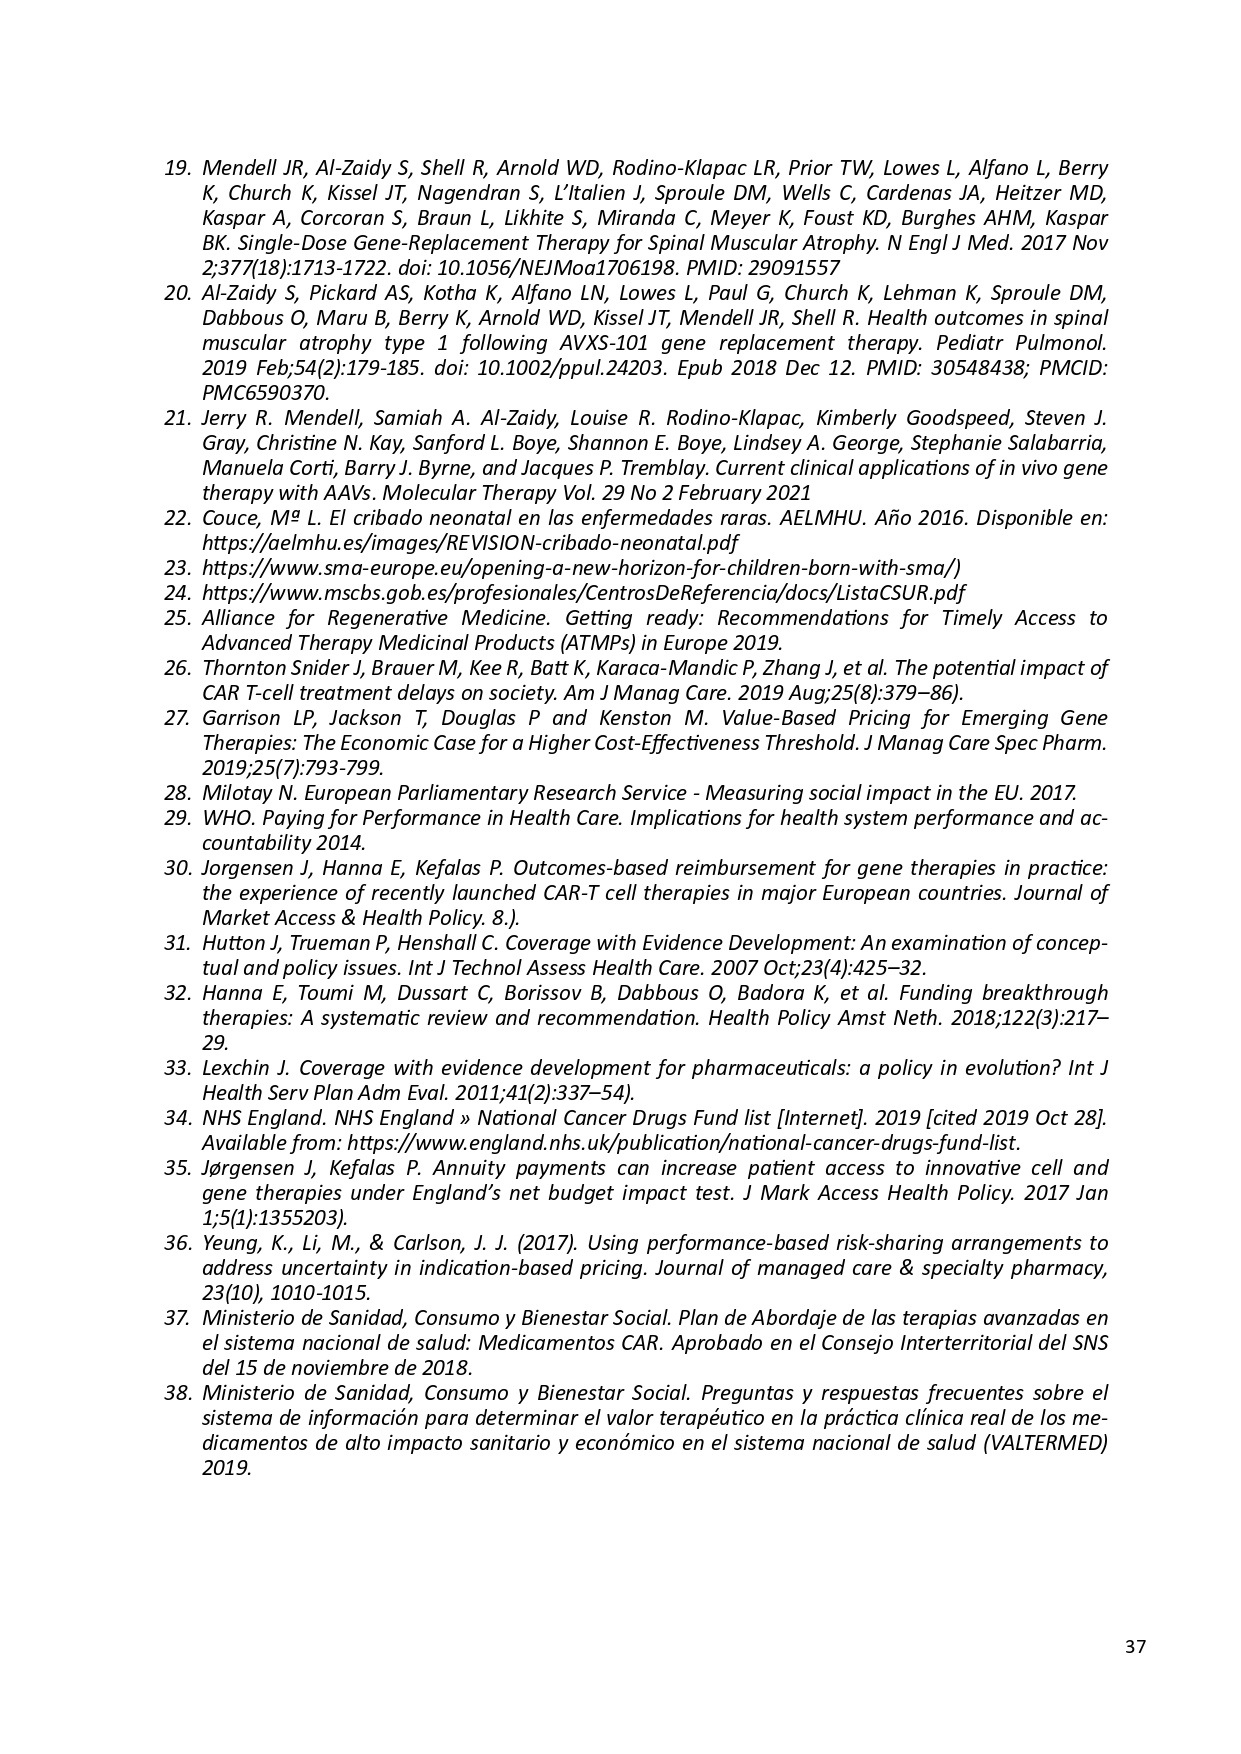 19. Mendell JR, Al-Zaidy S, Shell R, Arnold WD, Rodino-Klapac LR, Prior TW, Lowes L, Alfano L, Berry
K, Church K, Kissel JT, Nagendran S, L’Italien J, Sproule DM, Wells C, Cardenas JA, Heitzer MD,
Kaspar A, Corcoran S, Braun L, Likhite S, Miranda C, Meyer K, Foust KD, Burghes AHM, Kaspar
BK. Single-Dose Gene-Replacement Therapy for Spinal Muscular Atrophy. N Engl J Med. 2017 Nov
2;377(18):1713-1722. doi: 10.1056/NEJMoa1706198. PMID: 29091557
20. Al-Zaidy S, Pickard AS, Kotha K, Alfano LN, Lowes L, Paul G, Church K, Lehman K, Sproule DM,
Dabbous O, Maru B, Berry K, Arnold WD, Kissel JT, Mendell JR, Shell R. Health outcomes in spinal
muscular atrophy type 1 following AVXS-101 gene replacement therapy. Pediatr Pulmonol.
2019 Feb;54(2):179-185. doi: 10.1002/ppul.24203. Epub 2018 Dec 12. PMID: 30548438; PMCID:
PMC6590370.
21. Jerry R. Mendell, Samiah A. Al-Zaidy, Louise R. Rodino-Klapac, Kimberly Goodspeed, Steven J.
Gray, Christine N. Kay, Sanford L. Boye, Shannon E. Boye, Lindsey A. George, Stephanie Salabarria,
Manuela Corti, Barry J. Byrne, and Jacques P. Tremblay. Current clinical applications of in vivo gene
therapy with AAVs. Molecular Therapy Vol. 29 No 2 February 2021
22. Couce, Mª L. El cribado neonatal en las enfermedades raras. AELMHU. Año 2016. Disponible en:
https://aelmhu.es/images/REVISION-cribado-neonatal.pdf
23. https://www.sma-europe.eu/opening-a-new-horizon-for-children-born-with-sma/)
24. https://www.mscbs.gob.es/profesionales/CentrosDeReferencia/docs/ListaCSUR.pdf
25. Alliance for Regenerative Medicine. Getting ready: Recommendations for Timely Access to
Advanced Therapy Medicinal Products (ATMPs) in Europe 2019.
26. Thornton Snider J, Brauer M, Kee R, Batt K, Karaca-Mandic P, Zhang J, et al. The potential impact of
CAR T-cell treatment delays on society. Am J Manag Care. 2019 Aug;25(8):379–86).
27. Garrison LP, Jackson T, Douglas P and Kenston M. Value-Based Pricing for Emerging Gene
Therapies: The Economic Case for a Higher Cost-Effectiveness Threshold. J Manag Care Spec Pharm.
2019;25(7):793-799.
28. Milotay N. European Parliamentary Research Service - Measuring social impact in the EU. 2017.
29. WHO. Paying for Performance in Health Care. Implications for health system performance and ac-
countability 2014.
30. Jorgensen J, Hanna E, Kefalas P. Outcomes-based reimbursement for gene therapies in practice:
the experience of recently launched CAR-T cell therapies in major European countries. Journal of
Market Access & Health Policy. 8.).
31. Hutton J, Trueman P, Henshall C. Coverage with Evidence Development: An examination of concep-
tual and policy issues. Int J Technol Assess Health Care. 2007 Oct;23(4):425–32.
32. Hanna E, Toumi M, Dussart C, Borissov B, Dabbous O, Badora K, et al. Funding breakthrough
therapies: A systematic review and recommendation. Health Policy Amst Neth. 2018;122(3):217–
29.
33. Lexchin J. Coverage with evidence development for pharmaceuticals: a policy in evolution? Int J
Health Serv Plan Adm Eval. 2011;41(2):337–54).
34. NHS England. NHS England » National Cancer Drugs Fund list [Internet]. 2019 [cited 2019 Oct 28].
Available from: https://www.england.nhs.uk/publication/national-cancer-drugs-fund-list.
35. Jørgensen J, Kefalas P. Annuity payments can increase patient access to innovative cell and
gene therapies under England’s net budget impact test. J Mark Access Health Policy. 2017 Jan
1;5(1):1355203).
36. Yeung, K., Li, M., & Carlson, J. J. (2017). Using performance-based risk-sharing arrangements to
address uncertainty in indication-based pricing. Journal of managed care & specialty pharmacy,
23(10), 1010-1015.
37. Ministerio de Sanidad, Consumo y Bienestar Social. Plan de Abordaje de las terapias avanzadas en
el sistema nacional de salud: Medicamentos CAR. Aprobado en el Consejo Interterritorial del SNS
del 15 de noviembre de 2018.
38. Ministerio de Sanidad, Consumo y Bienestar Social. Preguntas y respuestas frecuentes sobre el
sistema de información para determinar el valor terapéutico en la práctica clínica real de los me-
dicamentos de alto impacto sanitario y económico en el sistema nacional de salud (VALTERMED)
2019.
37